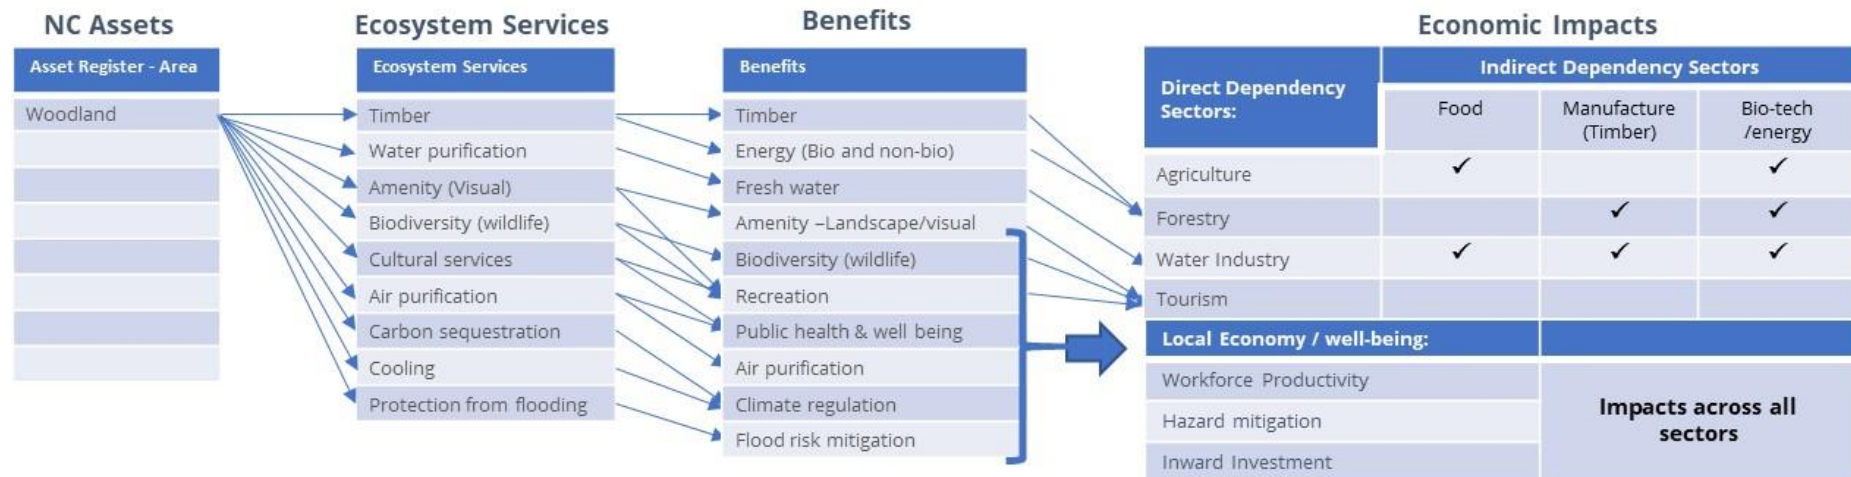 NC Assets
Asset Register - Area
Woodland
Ecosystem Services
Ecosystem Services
Timber
Water purification
Amenity (Visual)
Biodiversity (wildlife)
Cultural services
Air purification
Carbon sequestration
Cooling
Protection from flooding
Benefits
Benefits
Timber
Energy (Bio and non-bio)
Fresh water
Amenity –Landscape/visual
Biodiversity (wildlife)
Recreation
Public health & well being
Air purification
Climate regulation
Flood risk mitigation
Economic Impacts
Direct Dependency
Sectors:
Indirect Dependency Sectors
Food
Manufacture
(Timber)
Bio-tech
/energy
Agriculture ✓ ✓
Forestry ✓ ✓
Water Industry ✓ ✓ ✓
Tourism
Local Economy / well-being:
Workforce Productivity
Hazard mitigation
Inward Investment
Impacts across all
sectors